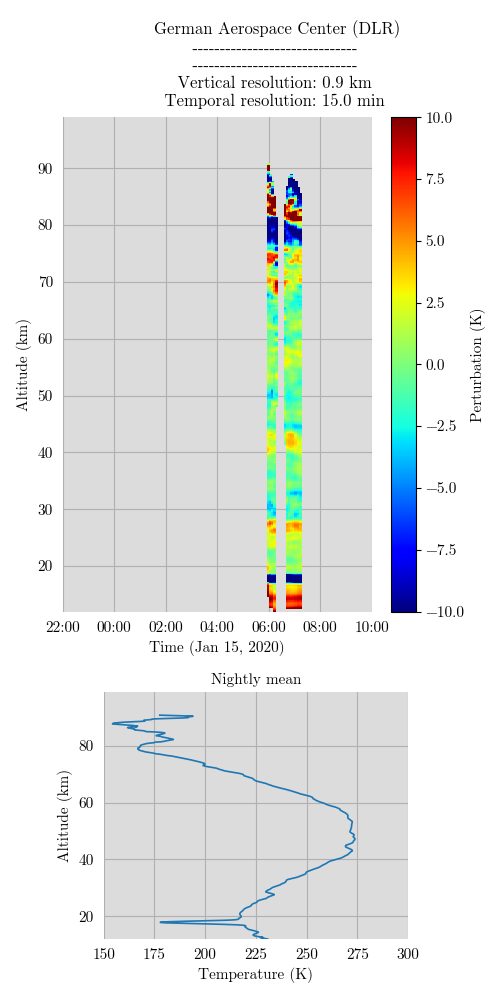 German Aerospace Center (DLR)
------------------------------
------------------------------
Vertical resolution: 0.9 km
Temporal resolution: 15.0 min
90
80
70
60
50
40
30
20
Altitude (km)
22:00 00:00 02:00 04:00 06:00 08:00 10:00
Time (Jan 15, 2020)
10.0
7.5
5.0
2.5
0.0
−2.5
−5.0
−7.5
−10.0
Perturbation (K)
Nightly mean
80
60
40
20
Altitude (km)
150 175 200 225 250 275 300
Temperature (K)